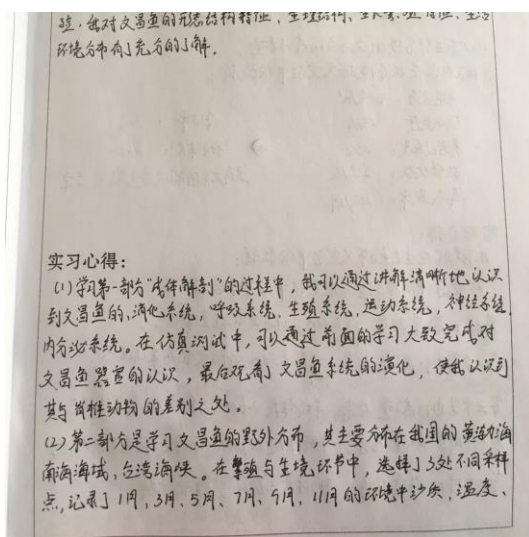 验,我对文昌鱼的形态结构特征,生理结构,生活
环境分布有了充分的了解.
实习心得:
(1)学习第一部分"成体解剖"的过程中,我可以通过讲解清晰地认识
到文昌鱼的,消化系统,呼吸系统,生殖系统,运动系统,神经系统
内分泌系统。在仿真测试中,可以通过前面的学习大致完成对
文昌鱼器官的认识,最后观看了文昌鱼系统的演化,使我认识到
其与脊椎动物的差别之处。
(2)第二部分是学习文昌鱼的野外分布,其主要分布在我国的黄渤海
南海海域,台湾海峡。在繁殖与生境环节中,选择了3处不同采样
点,记录了1月,3月、5月、7月、9月、11月的环境中沙质、温度、